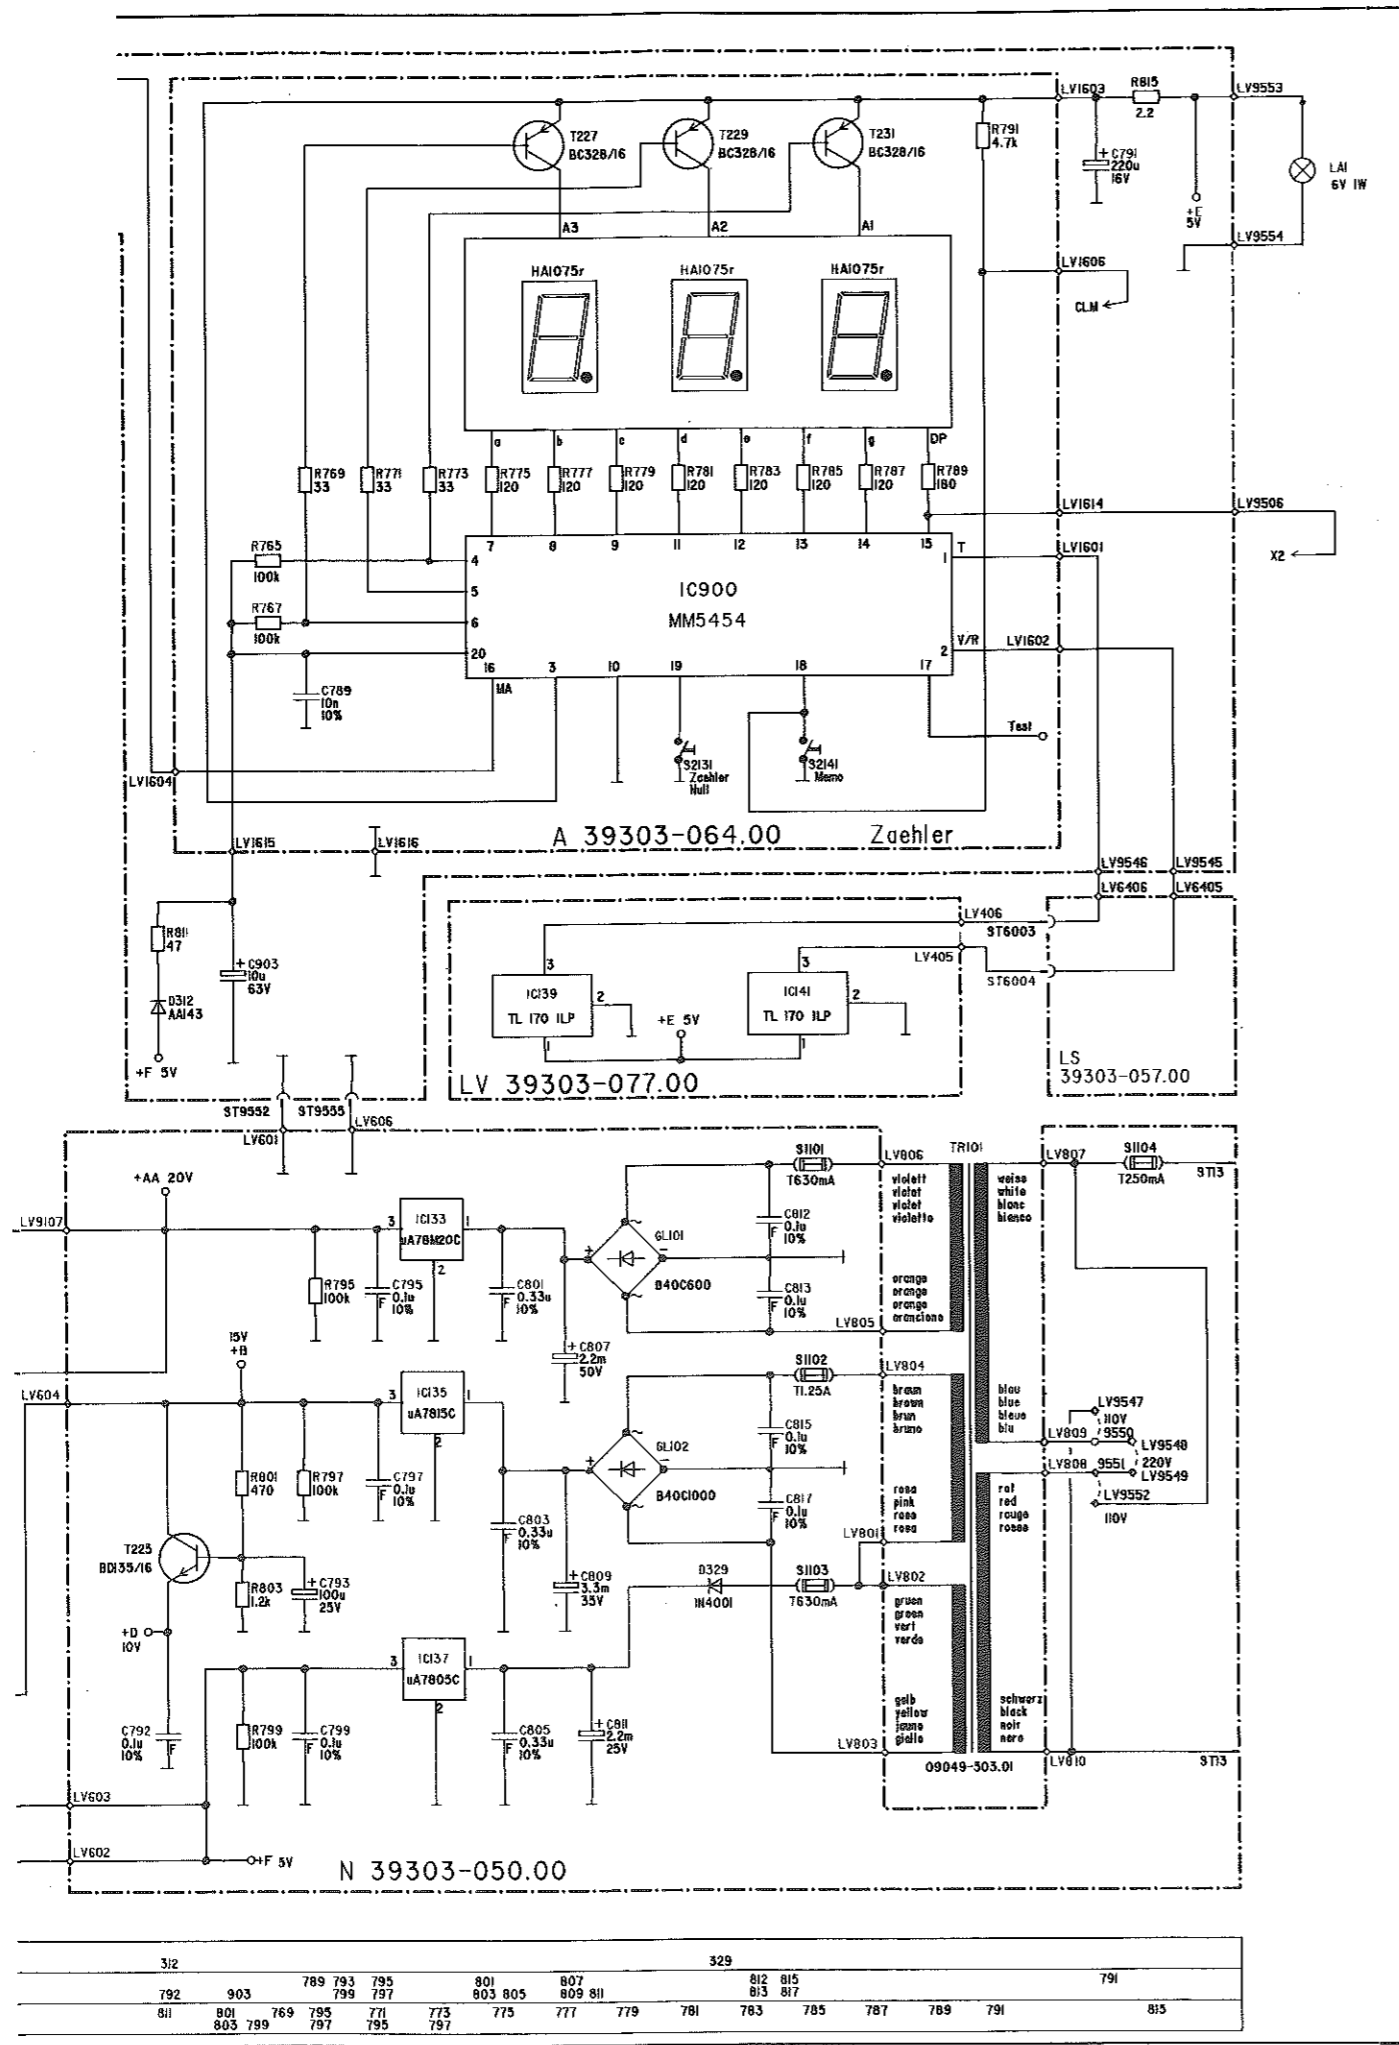 LV1603
R815
2.2
LV9553
T227
BC328/16
T229
BC328/16
T231
BC328/16
R791
4.7k
+ C791
220u
16V
LA1
6V 1W
+E
5V
A3
A2
A1
LV9554
HA1075r
HA1075r
HA1075r
LV1606
CLM
a
b
c
d
e
f
g
DP
R769
33
R771
33
R773
33
R775
120
R777
120
R779
120
R781
120
R783
120
R785
120
R787
120
R789
180
LV1614
LV9506
X2
7
8
9
11
12
13
14
15
T
1
LV1601
R765
100k
4
5
6
20
R767
100k
IC900
MM5454
V/R
2
LV1602
16
3
10
19
18
17
MA
C789
10n
10%
Test
S2131
Zaehler
Null
S2141
Memo
LV1604
LV1615
LV1616
A 39303-064.00
Zaehler
LV9546
LV9545
LV6406
LV6405
R811
47
+ C903
10u
63V
D312
AA143
+F 5V
LV406
ST6003
LV405
ST6004
3
IC139
TL 170 ILP
2
1
3
IC141
TL 170 ILP
2
1
+E 5V
LV 39303-077.00
LS
39303-057.00
ST9552
ST9555
LV601
LV606
+AA 20V
LV9107
3
IC133
uA78M20C
1
2
R795
100k
C795
0.1u
F 10%
C801
0.33u
F 10%
+ C807
2.2m
50V
GL101
B40C600
+
-
~
~
S1101
T630mA
C812
0.1u
F 10%
C813
0.1u
F 10%
LV806
violett
violet
violet
violetto
orange
orange
orange
aranciono
LV805
TR101
weiss
white
blanc
bianco
LV807
S1104
T250mA
ST13
15V
+B
LV604
3
IC135
uA7815C
1
2
R801
470
R797
100k
C797
0.1u
F 10%
C803
0.33u
F 10%
+ C809
3.3m
35V
GL102
B40C1000
+
-
~
~
S1102
T1.25A
C815
0.1u
F 10%
C817
0.1u
F 10%
LV804
braun
brown
brun
bruno
rosa
pink
rose
rosa
LV801
blau
blue
bleue
blu
LV809
LV9547
110V
9550
LV9548
220V
LV9549
LV808
9551
LV9552
110V
rot
red
rouge
rosse
T225
BD135/16
R803
1.2k
+ C793
100u
25V
+D
10V
D329
1N4001
S1103
T630mA
LV802
gruen
green
vert
verde
gelb
yellow
jaune
giallo
LV803
schwarz
black
noir
nero
LV810
ST13
3
IC137
uA7805C
1
2
C792
0.1u
10% F
R799
100k
C799
0.1u
F 10%
C805
0.33u
F 10%
+ C811
2.2m
25V
09049-303.01
LV603
LV602
+F 5V
N 39303-050.00
312 329
789 793 795 801 807 812 815 791
792 903 799 797 803 805 809 811 813 817
811 801 769 795 771 773 775 777 779 781 783 785 787 789 791 815
803 799 797 795 797